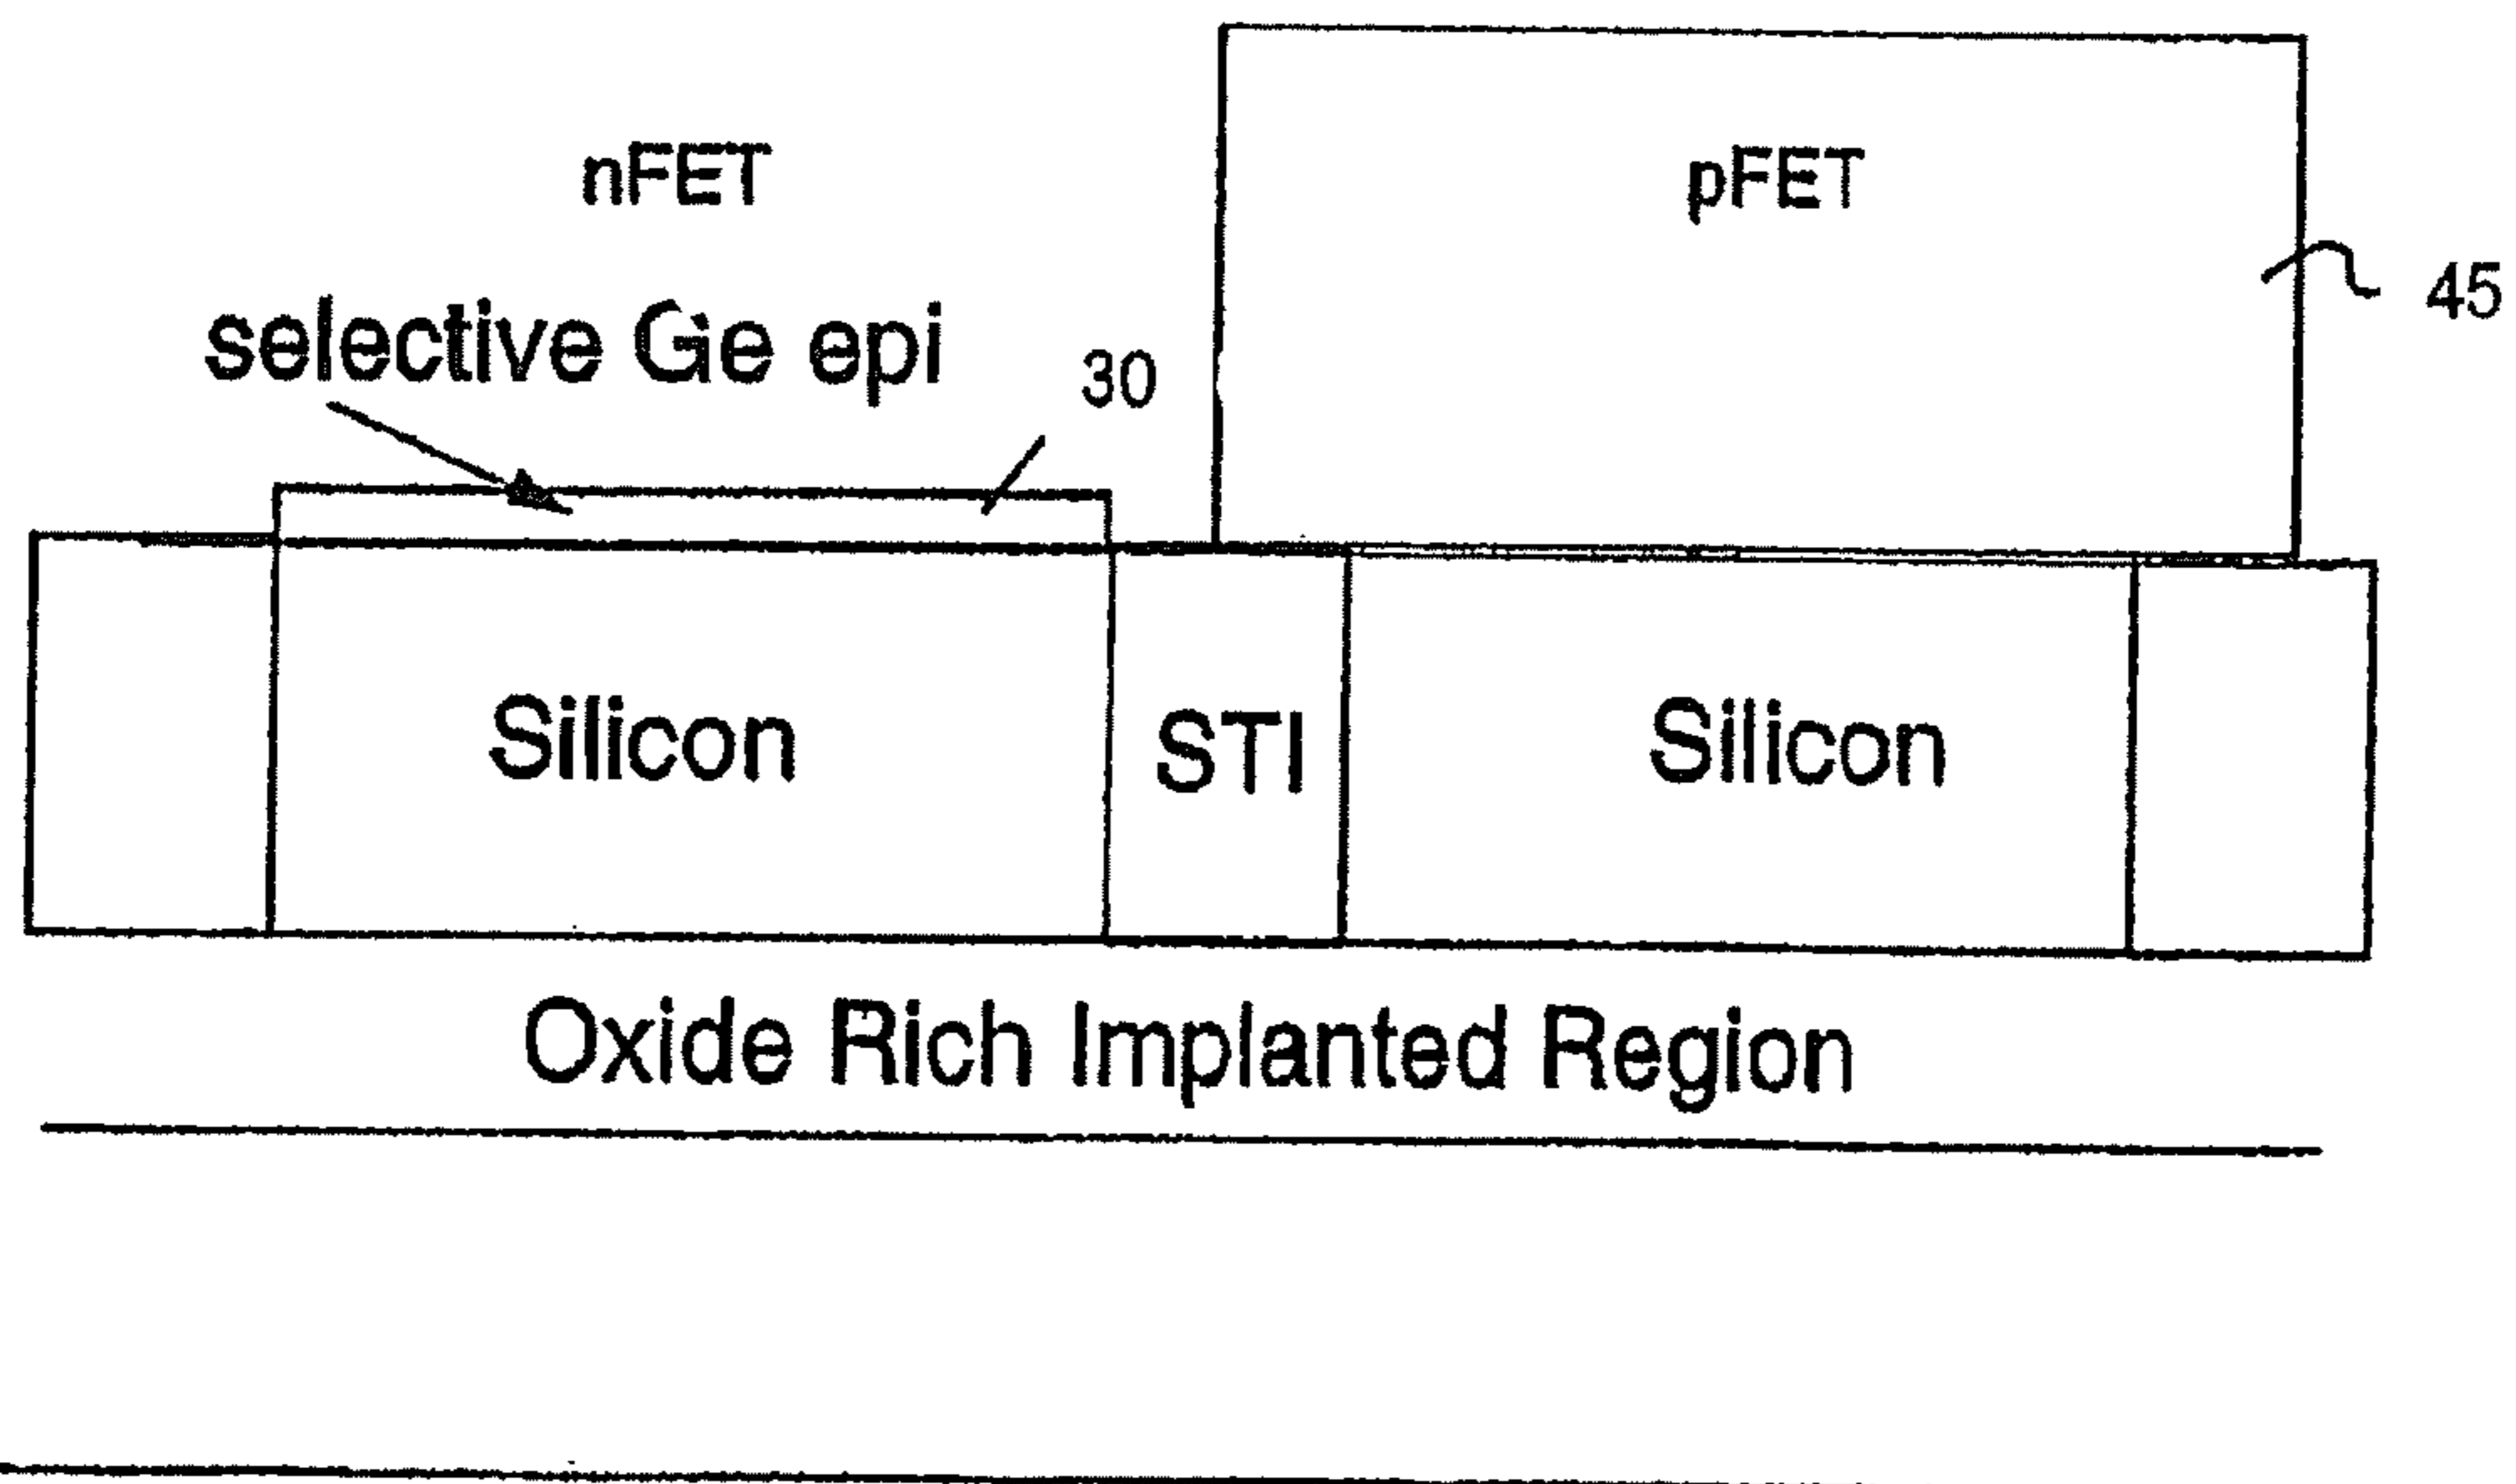 nFET
pFET
45
selective Ge epi
30
Silicon
STI
Silicon
Oxide Rich Implanted Region